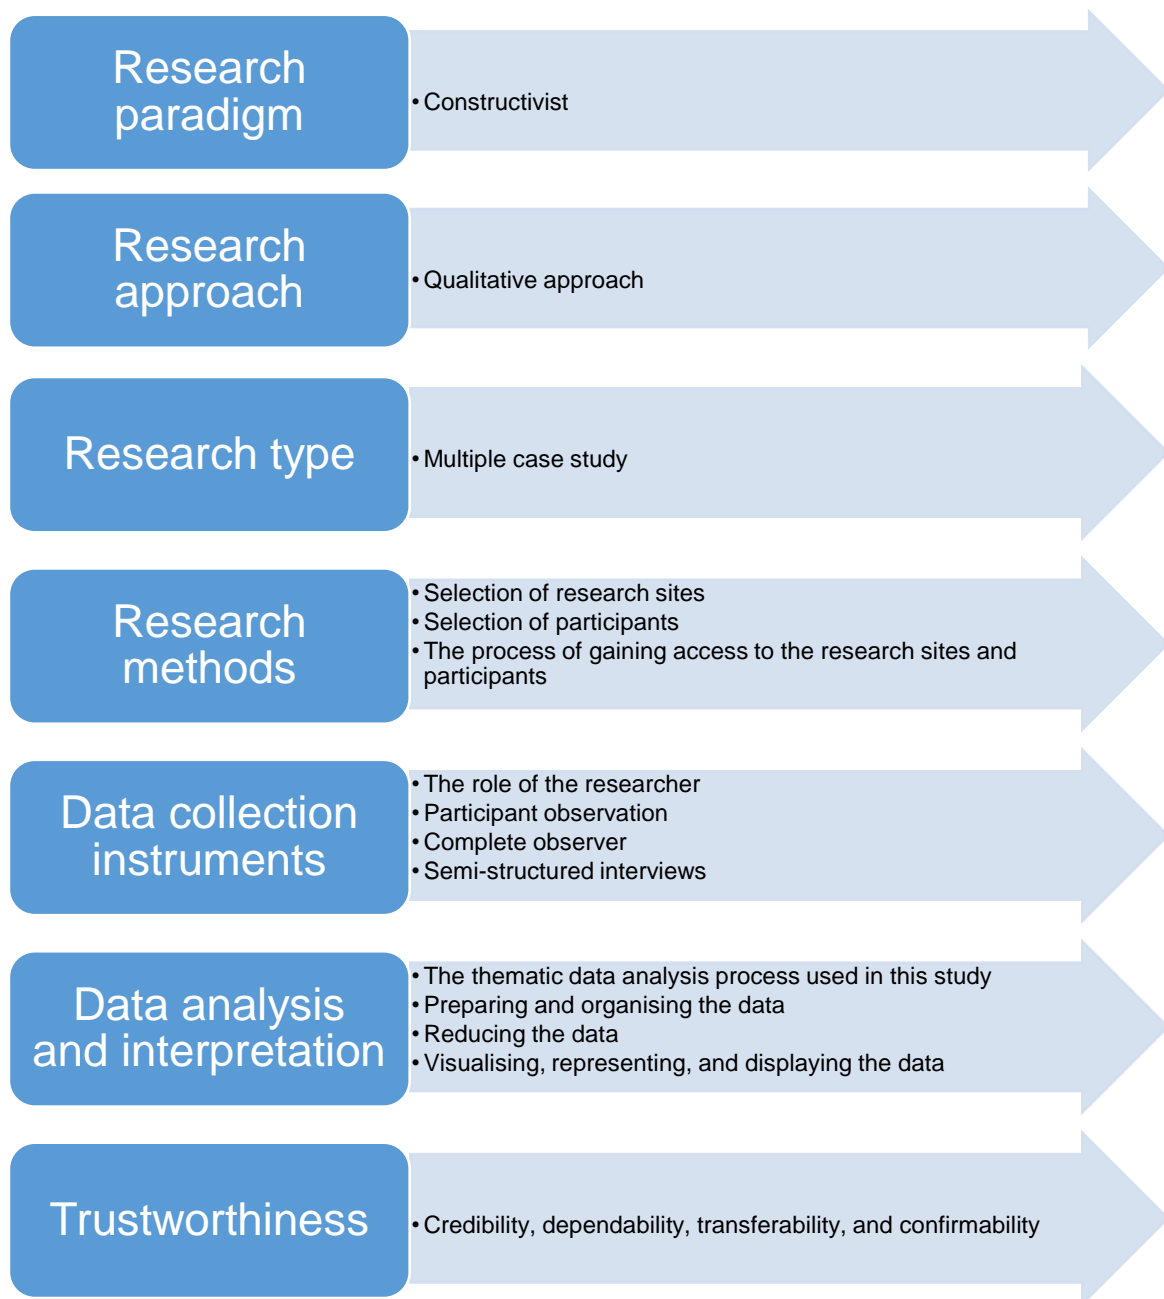 Research
paradigm
• Constructivist
Research
approach
• Qualitative approach
Research type
• Multiple case study
Research
methods
• Selection of research sites
• Selection of participants
• The process of gaining access to the research sites and
participants
Data collection
instruments
• The role of the researcher
• Participant observation
• Complete observer
• Semi-structured interviews
Data analysis
and interpretation
• The thematic data analysis process used in this study
• Preparing and organising the data
• Reducing the data
• Visualising, representing, and displaying the data
Trustworthiness
• Credibility, dependability, transferability, and confirmability